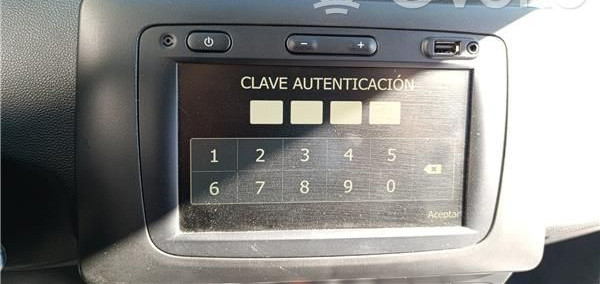 CLAVE AUTENTICACIÓN
1 2 3 4 5
6 7 8 9 0
Aceptar